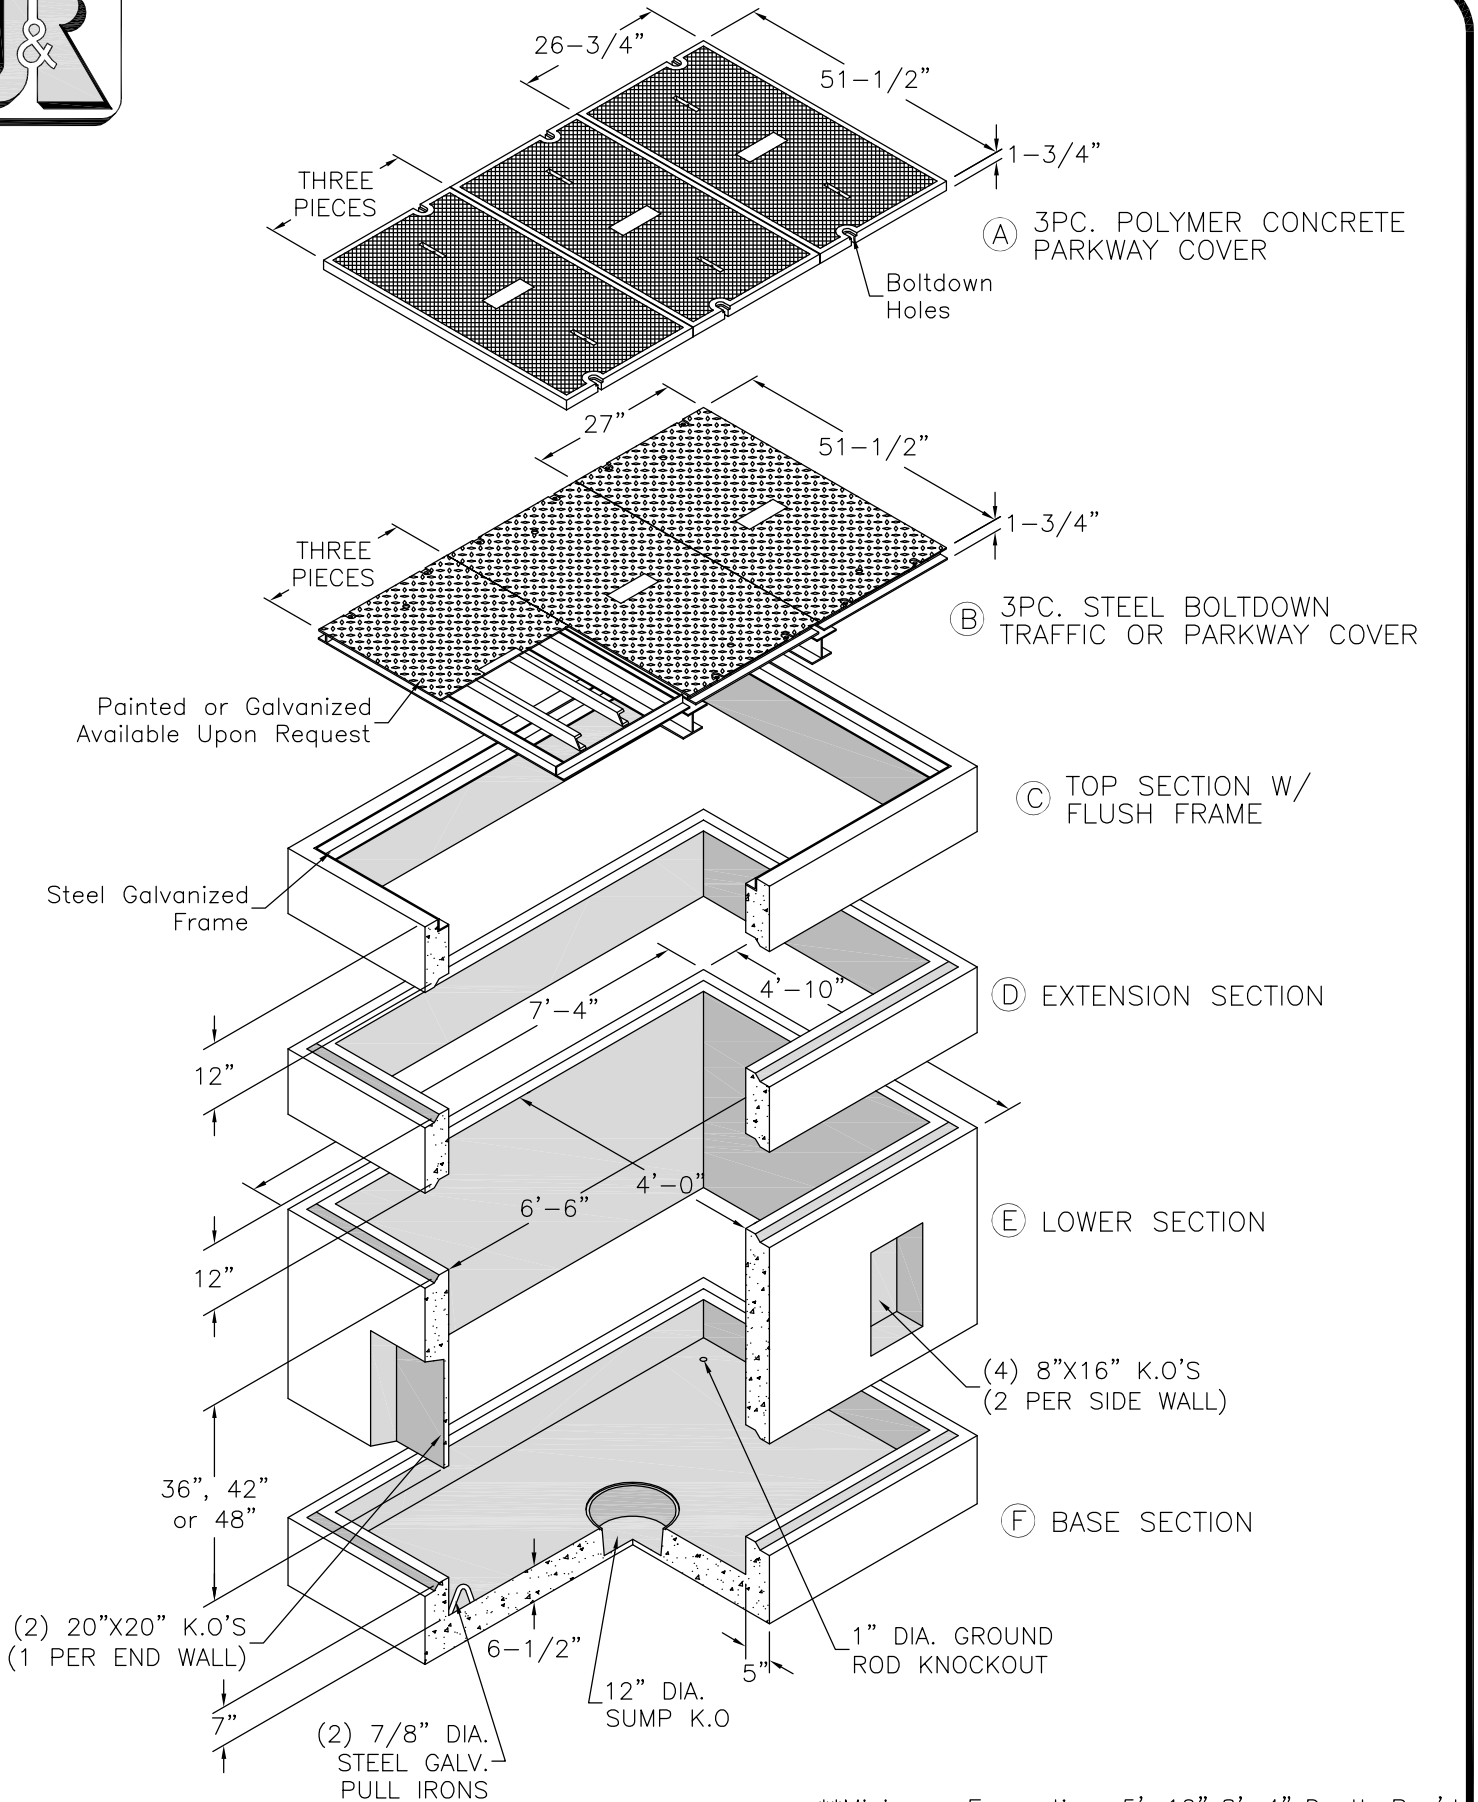 J&R
26-3/4"
51-1/2"
1-3/4"
THREE
PIECES
A 3PC. POLYMER CONCRETE
PARKWAY COVER
Boltdown
Holes
27"
51-1/2"
1-3/4"
THREE
PIECES
B 3PC. STEEL BOLTDOWN
TRAFFIC OR PARKWAY COVER
Painted or Galvanized
Available Upon Request
C TOP SECTION W/
FLUSH FRAME
Steel Galvanized
Frame
4'-10"
7'-4"
D EXTENSION SECTION
12"
4'-0"
6'-6"
E LOWER SECTION
12"
(4) 8"X16" K.O'S
(2 PER SIDE WALL)
36", 42"
or 48"
F BASE SECTION
(2) 20"X20" K.O'S
(1 PER END WALL)
6-1/2"
1" DIA. GROUND
ROD KNOCKOUT
5"
12" DIA.
SUMP K.O
7"
(2) 7/8" DIA.
STEEL GALV.
PULL IRONS